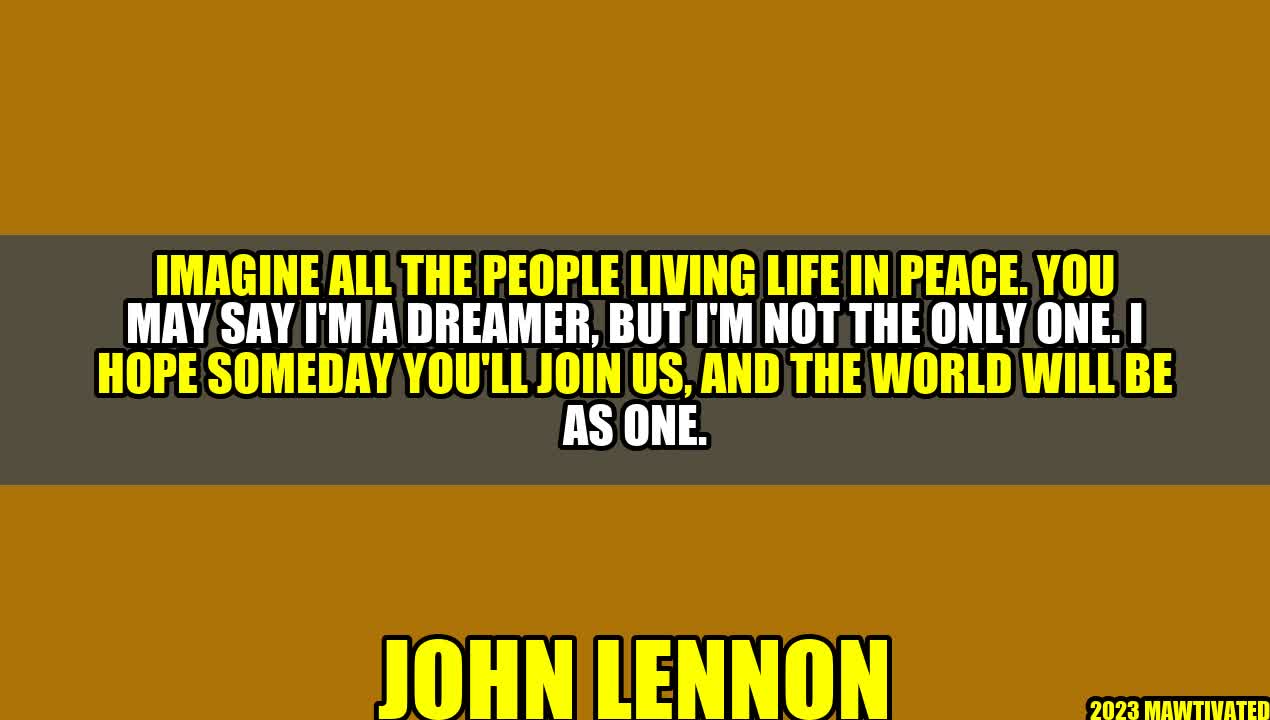 IMAGINE ALL THE PEOPLE LIVING LIFE IN PEACE. YOU
MAY SAY I'M A DREAMER, BUT I'M NOT THE ONLY ONE. I
HOPE SOMEDAY YOU'LL JOIN US, AND THE WORLD WILL BE
AS ONE.
JOHN LENNON
2023 MAWTIVATED